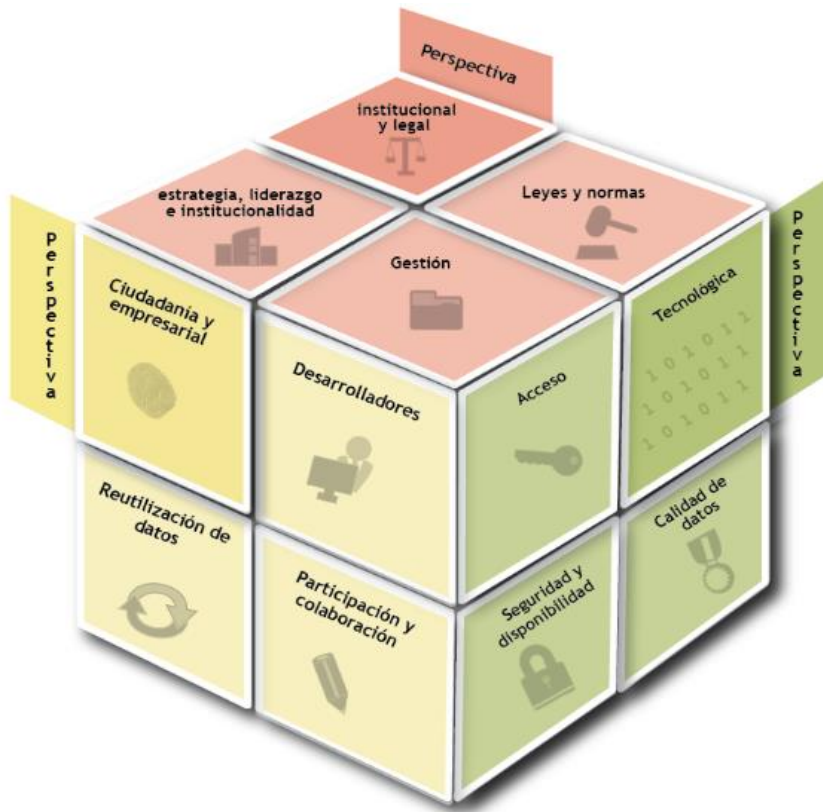 Perspectiva
institucional
y legal
estrategia, liderazgo
e institucionalidad
Leyes y normas
Gestión
Perspectiva
Ciudadanía y
empresarial
Desarrolladores
Reutilización de
datos
Participación y
colaboración
Perspectiva
Tecnológica
1 0 1 0 1 1
1 0 1 0 1 1
1 0 1 0 1 1
Acceso
Calidad de
datos
Seguridad y
disponibilidad